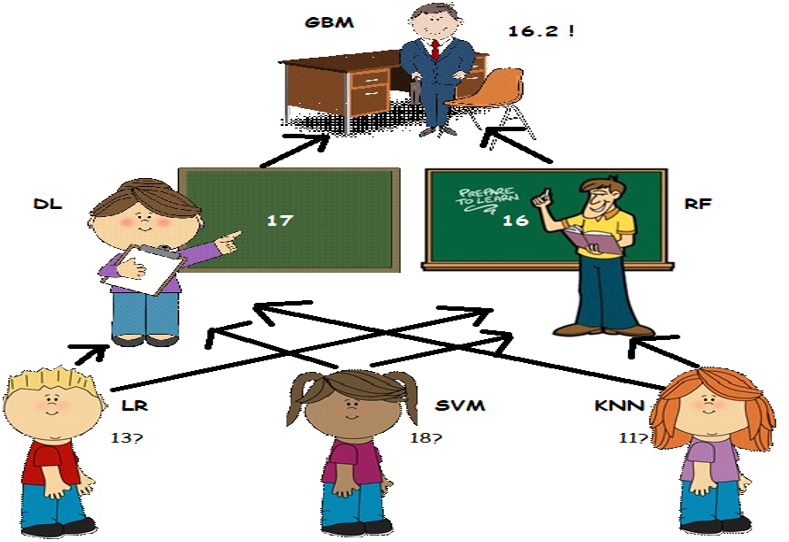 GBM
16.2 !
DL
17
PREPARE
TO LEARN
16
RF
LR
13?
SVM
18?
KNN
11?